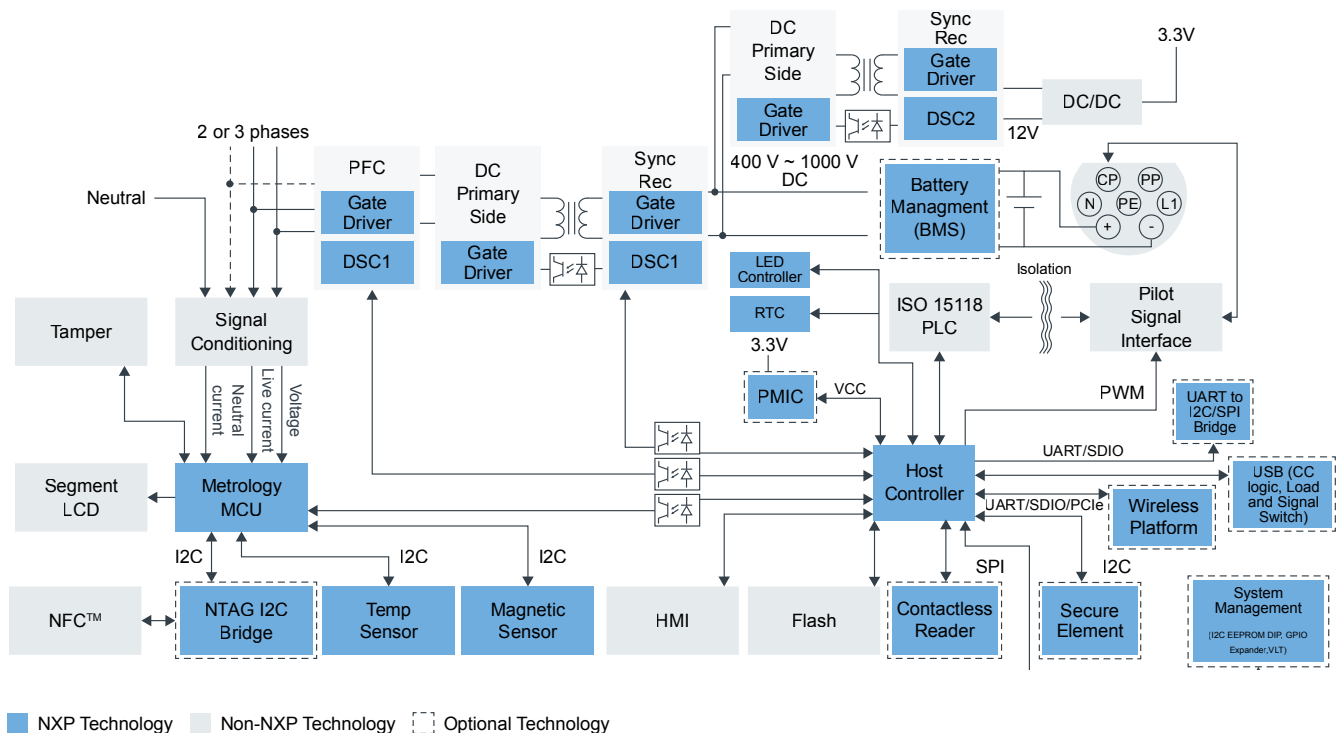 DC
Primary
Side
Gate
Driver
Sync
Rec
Gate
Driver
DSC2
3.3V
DC/DC
12V
2 or 3 phases
Neutral
PFC
Gate
Driver
DSC1
DC
Primary
Side
Gate
Driver
Sync
Rec
Gate
Driver
DSC1
400 V ~ 1000 V
DC
Battery
Managment
(BMS)
CP
PP
N
PE
L1
+
-
Tamper
Signal
Conditioning
LED
Controller
RTC
3.3V
PMIC
VCC
ISO 15118
PLC
Isolation
Pilot
Signal
Interface
Neutral
current
Live current
Voltage
PWM
UART to
I2C/SPI
Bridge
Segment
LCD
Metrology
MCU
Host
Controller
UART/SDIO
USB (CC
logic, Load
and Signal
Switch)
UART/SDIO/PCIe
Wireless
Platform
I2C
I2C
I2C
SPI
I2C
NFC™
NTAG I2C
Bridge
Temp
Sensor
Magnetic
Sensor
HMI
Flash
Contactless
Reader
Secure
Element
System
Management
(I2C EEPROM DIP, GPIO
Expander,VLT)
NXP Technology
Non-NXP Technology
Optional Technology